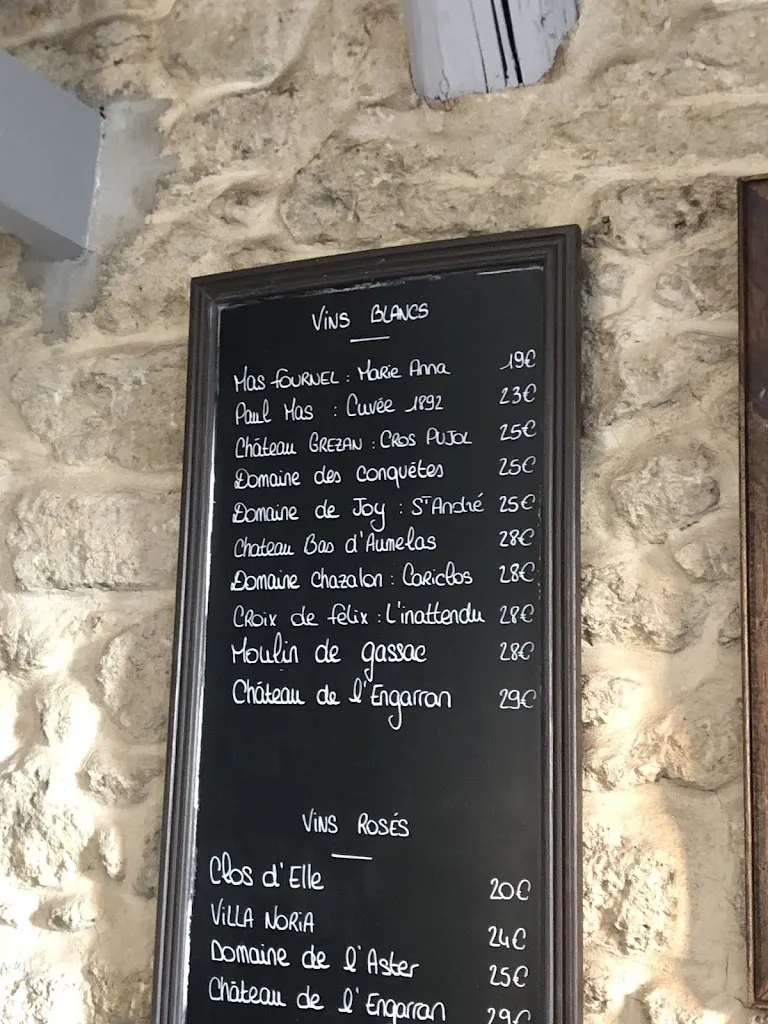 VINS BLANCS
Mas FOURNEL : Marie Anna 19€
Paul Mas : Cuvée 1892 23€
Château GREZAN : CROS PUJOL 25€
Domaine des conquêtes 25€
Domaine de Joy : St André 25€
Chateau Bas d'Aumelas 28€
Domaine chazalon : Cariclos 28€
CROix de félix : L'inattendu 28€
Moulin de gassac 28€
Château de l'Engarran 29€
VINS ROSÉS
Clos d'Elle 20€
VILLA NORIA 24€
Domaine de l'Aster 25€
Château de l'Engarran 29€